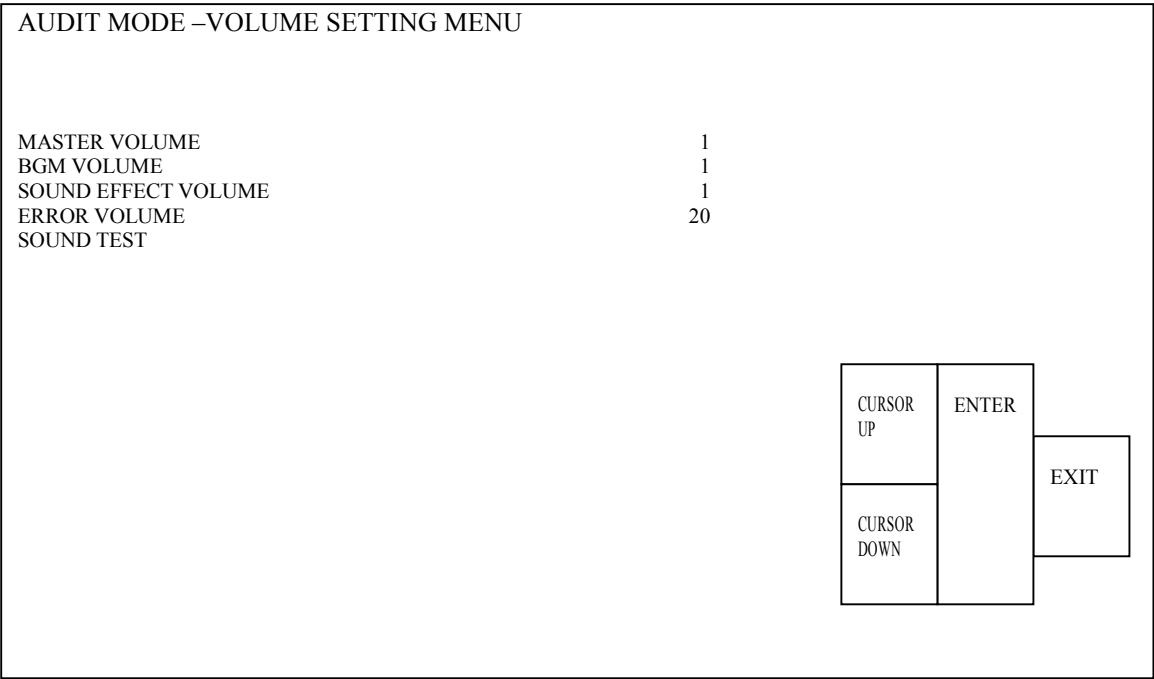 AUDIT MODE –VOLUME SETTING MENU
MASTER VOLUME 1
BGM VOLUME 1
SOUND EFFECT VOLUME 1
ERROR VOLUME 20
SOUND TEST
CURSOR
UP
ENTER
EXIT
CURSOR
DOWN